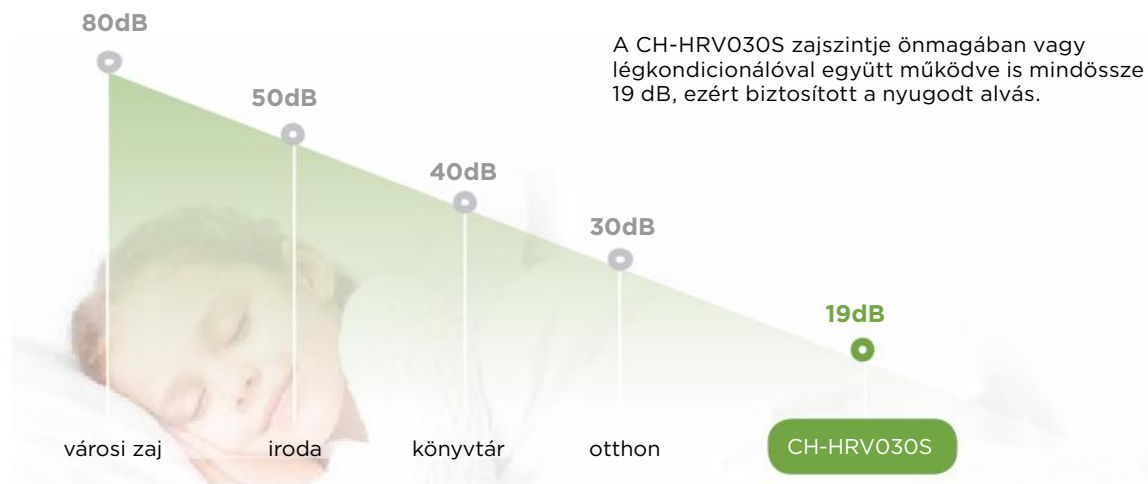 80dB
A CH-HRV030S zajszintje önmagában vagy
légkondicionálóval együtt működve is mindössze
19 dB, ezért biztosított a nyugodt alvás.
50dB
40dB
30dB
19dB
városi zaj
iroda
könyvtár
otthon
CH-HRV030S